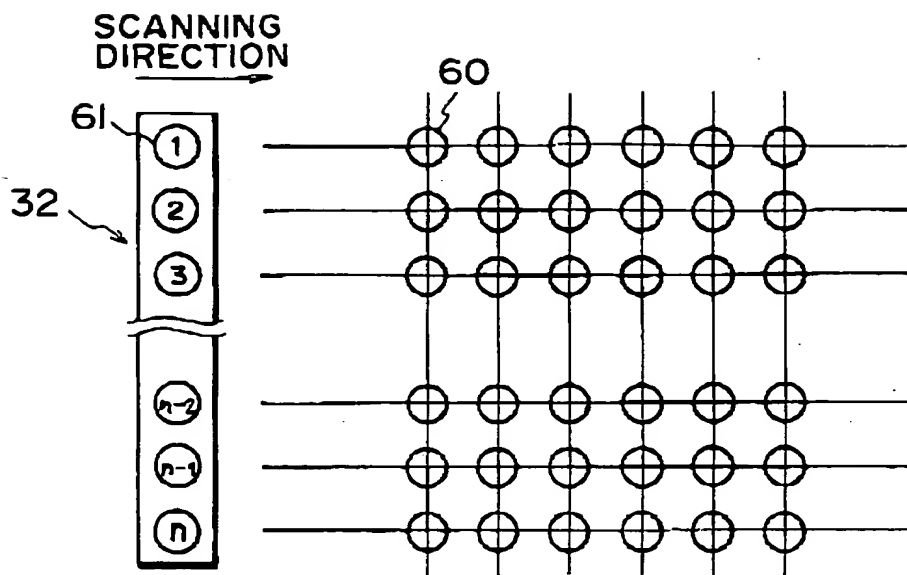 SCANNING
DIRECTION
60
61
1
32
2
3
n-2
n-1
n